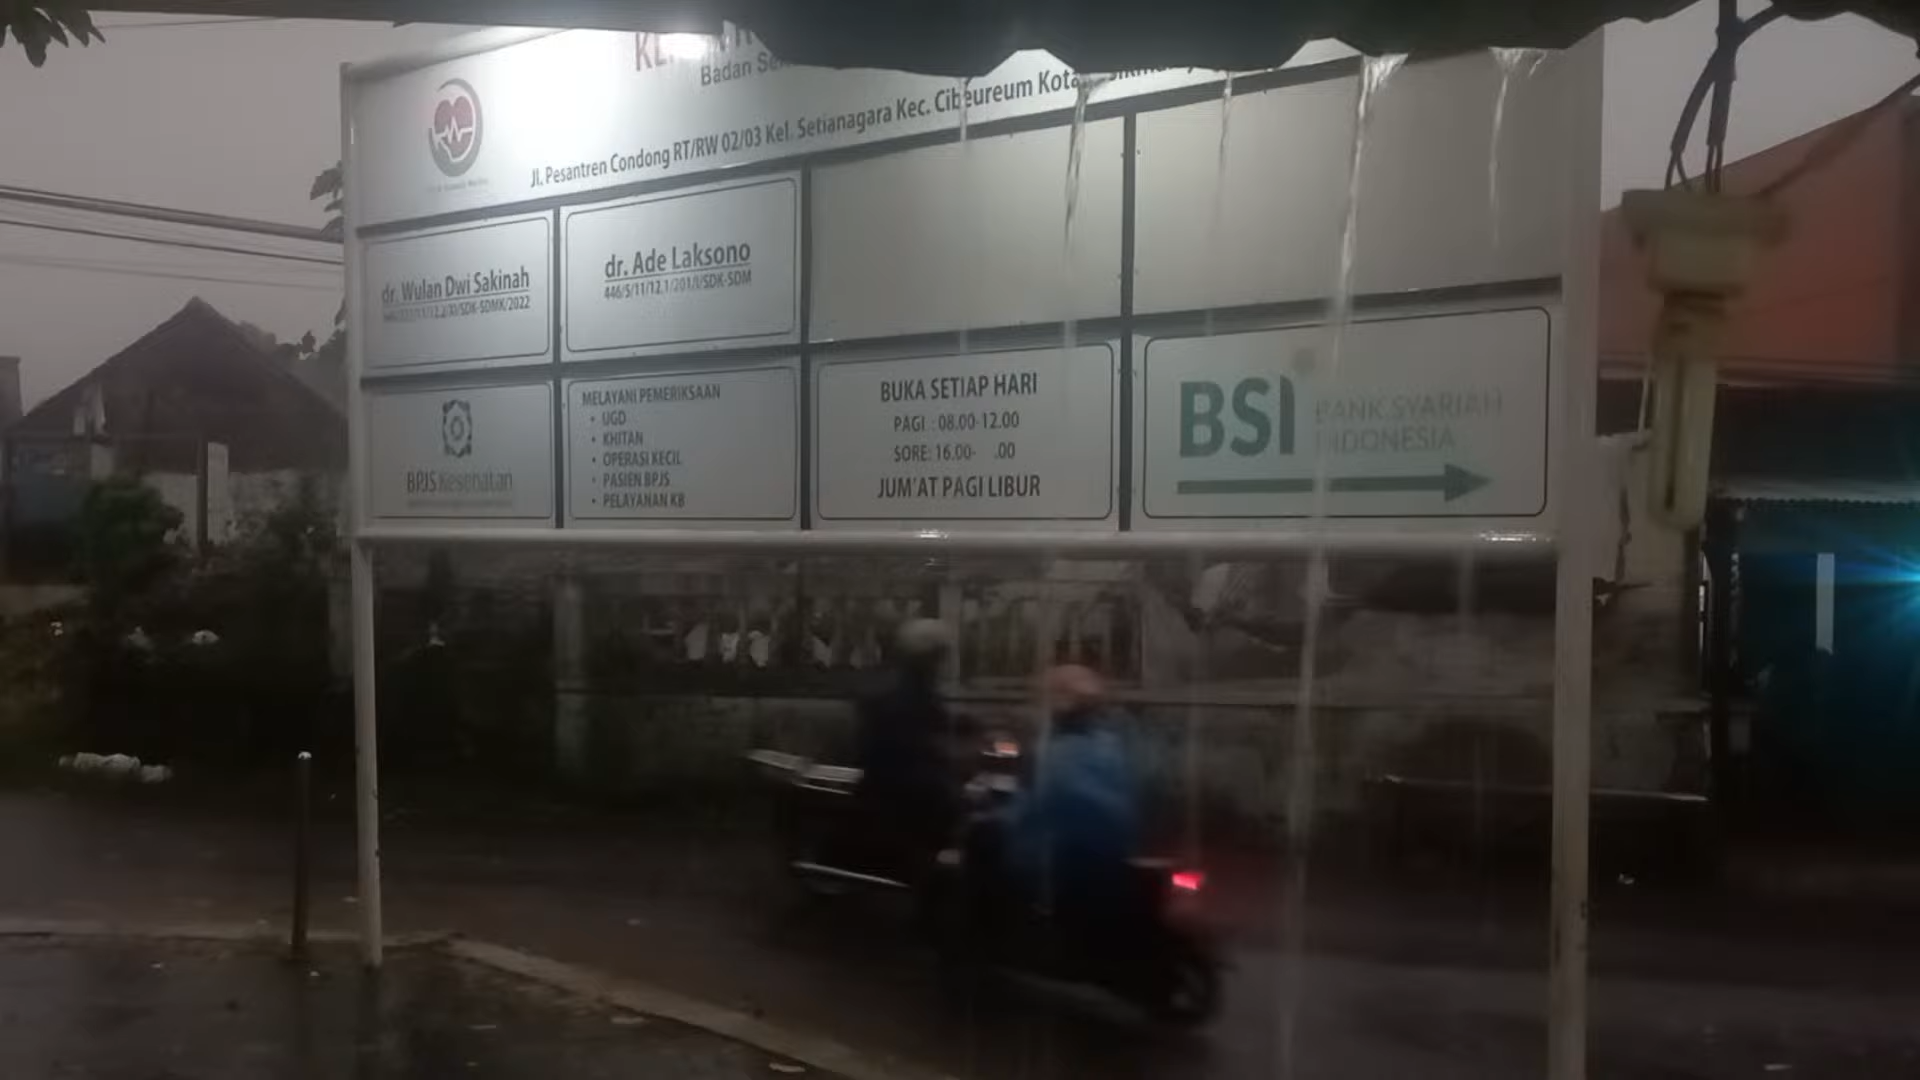 Badan
Jl. Pesantren Condong RT/RW 02/03 Kel. Setianagara Kec. Cibeureum Kota
dr. Wulan Dwi Sakinah
dr. Ade Laksono
446/5/11/12.1/201/I/SDK-SDM
BPJS Kesehatan
MELAYANI PEMERIKSAAN
• UGD
• KHITAN
• OPERASI KECIL
• PASIEN BPJS
• PELAYANAN KB
BUKA SETIAP HARI
PAGI : 08.00-12.00
SORE: 16.00- .00
JUM'AT PAGI LIBUR
BSI BANK SYARIAH
INDONESIA